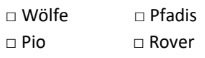 □ Wölfe □ Pfadis
□ Pio □ Rover